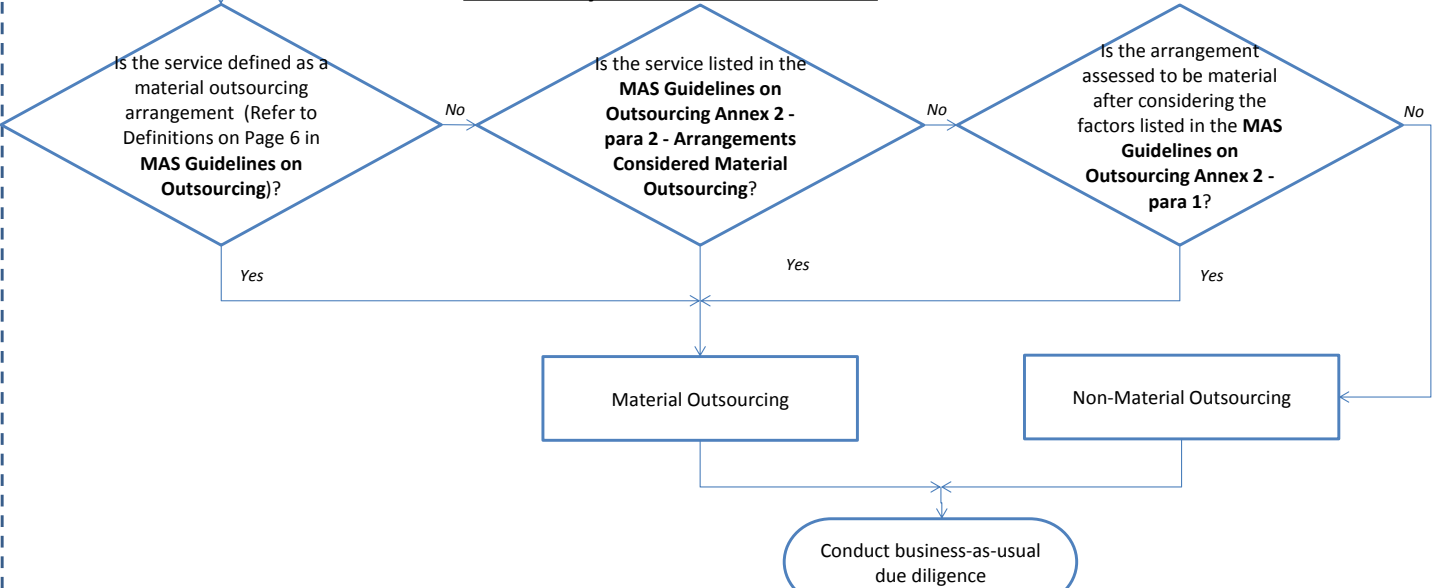 Is the service defined as a
material outsourcing
arrangement (Refer to
Definitions on Page 6 in
MAS Guidelines on
Outsourcing)?
No
Is the service listed in the
MAS Guidelines on
Outsourcing Annex 2 -
para 2 - Arrangements
Considered Material
Outsourcing?
No
Is the arrangement
assessed to be material
after considering the
factors listed in the MAS
Guidelines on
Outsourcing Annex 2 -
para 1?
No
Yes
Yes
Yes
Material Outsourcing
Non-Material Outsourcing
Conduct business-as-usual
due diligence